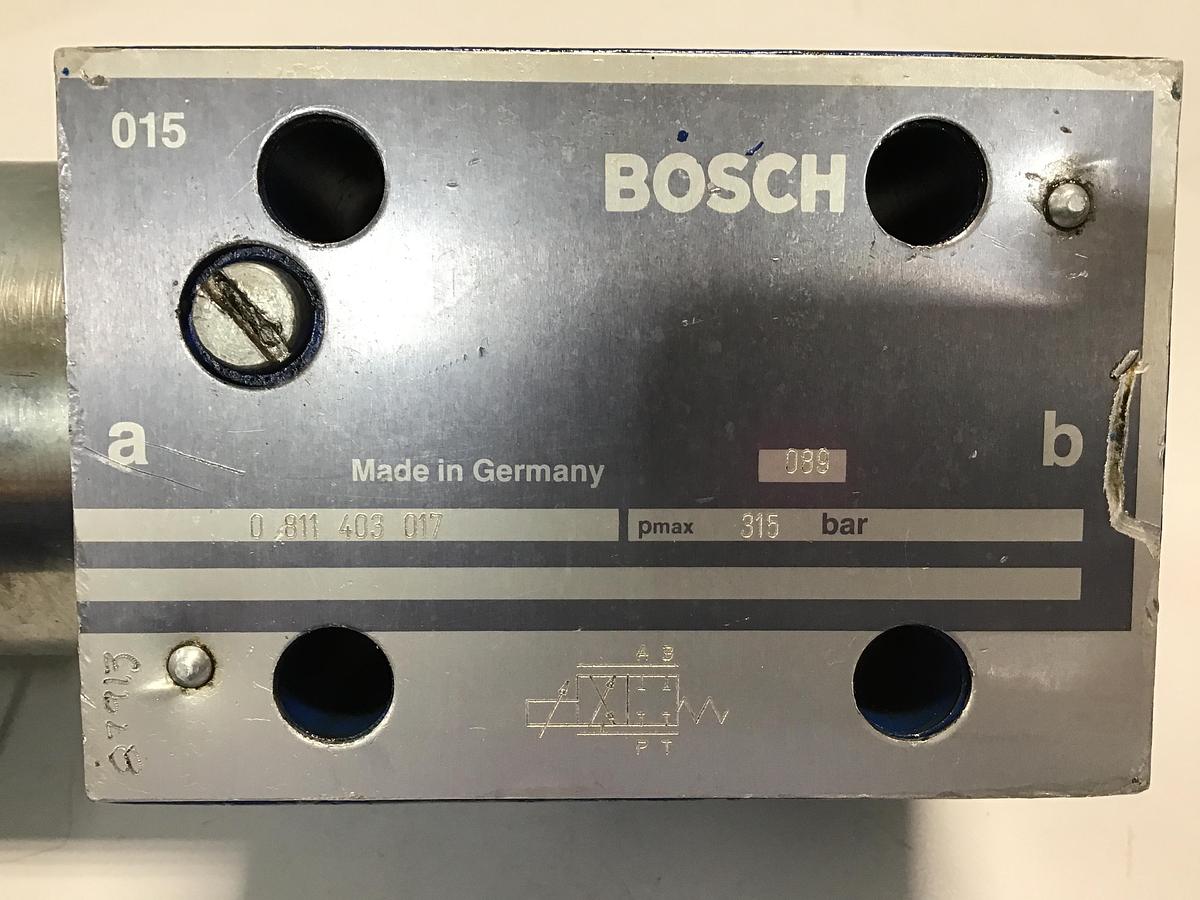 015
BOSCH
a
b
Made in Germany
089
0 811 403 017
pmax 315 bar
A B
P T